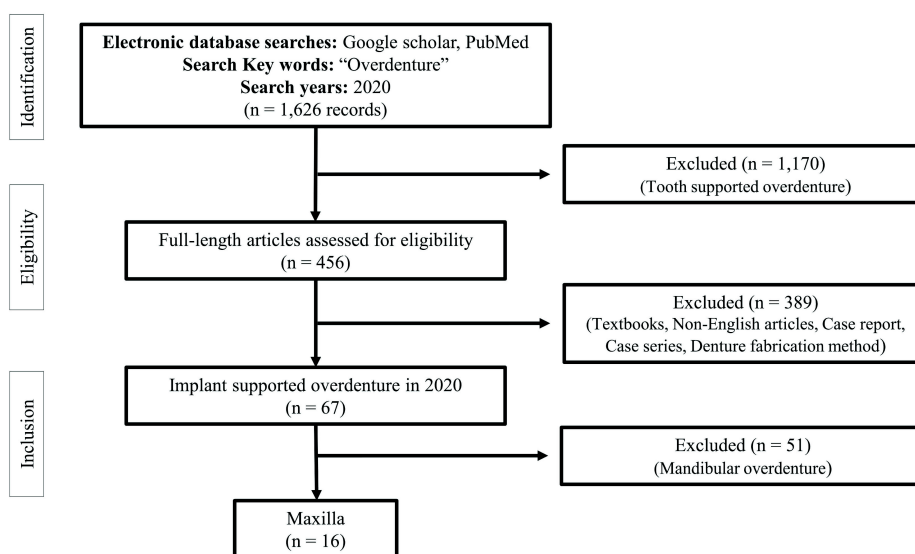 Identification
Electronic database searches: Google scholar, PubMed
Search Key words: “Overdenture”
Search years: 2020
(n = 1,626 records)
Excluded (n = 1,170)
(Tooth supported overdenture)
Eligibility
Full-length articles assessed for eligibility
(n = 456)
Excluded (n = 389)
(Textbooks, Non-English articles, Case report,
Case series, Denture fabrication method)
Inclusion
Implant supported overdenture in 2020
(n = 67)
Excluded (n = 51)
(Mandibular overdenture)
Maxilla
(n = 16)